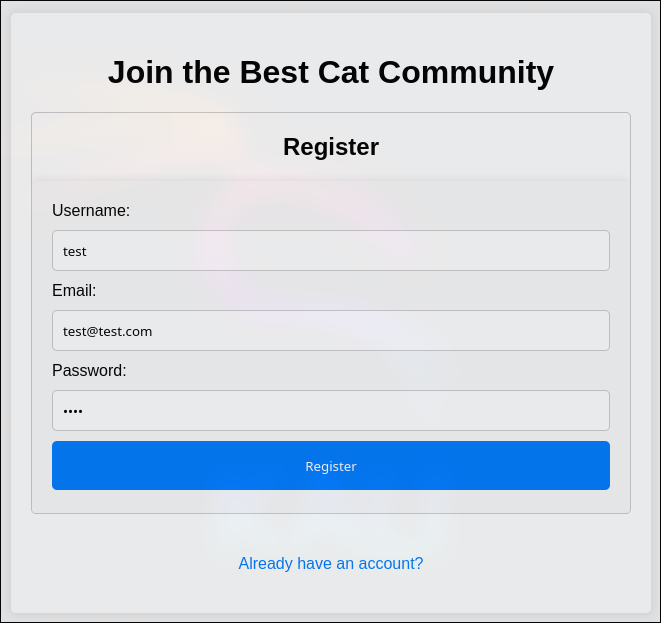 Join the Best Cat Community
Register
Username:
test
Email:
test@test.com
Password:
••••
Register
Already have an account?